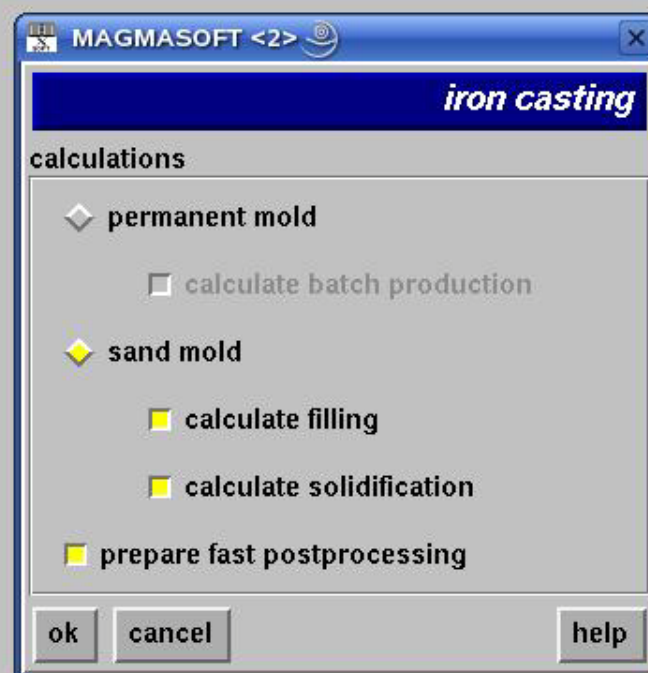 MAGMASOFT <2>
iron casting
calculations
permanent mold
calculate batch production
sand mold
calculate filling
calculate solidification
prepare fast postprocessing
ok cancel help